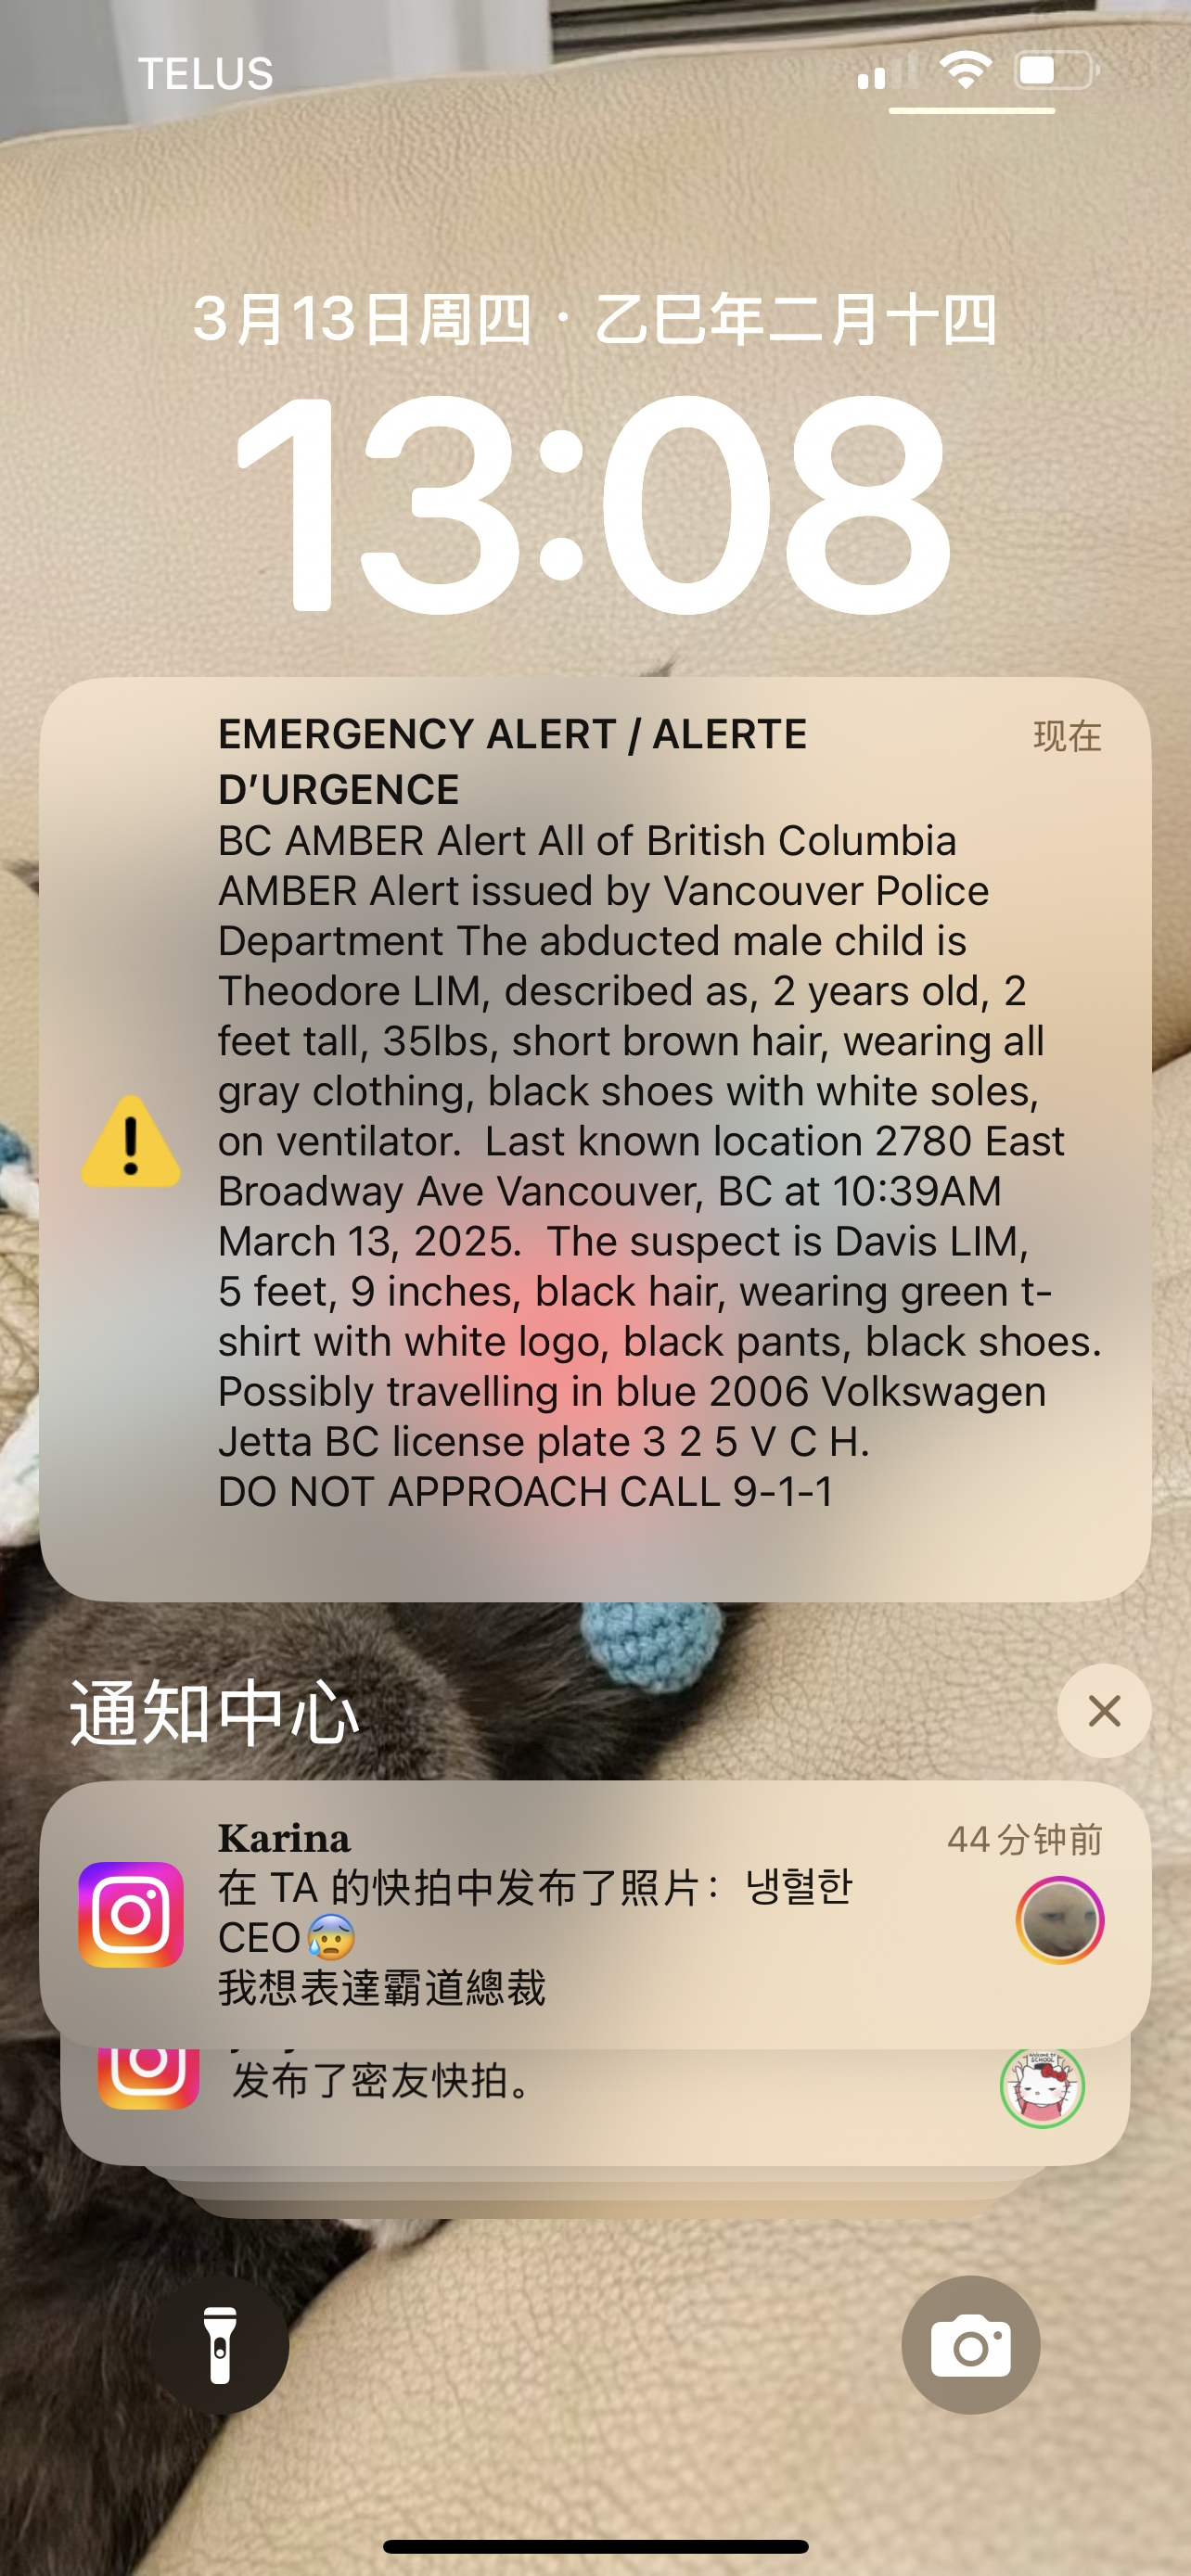 TELUS
3月13日周四 · 乙巳年二月十四
13:08
EMERGENCY ALERT / ALERTE
D’URGENCE
现在
BC AMBER Alert All of British Columbia
AMBER Alert issued by Vancouver Police
Department The abducted male child is
Theodore LIM, described as, 2 years old, 2
feet tall, 35lbs, short brown hair, wearing all
gray clothing, black shoes with white soles,
on ventilator.  Last known location 2780 East
Broadway Ave Vancouver, BC at 10:39AM
March 13, 2025.  The suspect is Davis LIM,
5 feet, 9 inches, black hair, wearing green t-
shirt with white logo, black pants, black shoes.
Possibly travelling in blue 2006 Volkswagen
Jetta BC license plate 3 2 5 V C H.
DO NOT APPROACH CALL 9-1-1
通知中心
Karina
44分钟前
在 TA 的快拍中发布了照片：냉혈한
CEO😰
我想表達霸道總裁
发布了密友快拍。